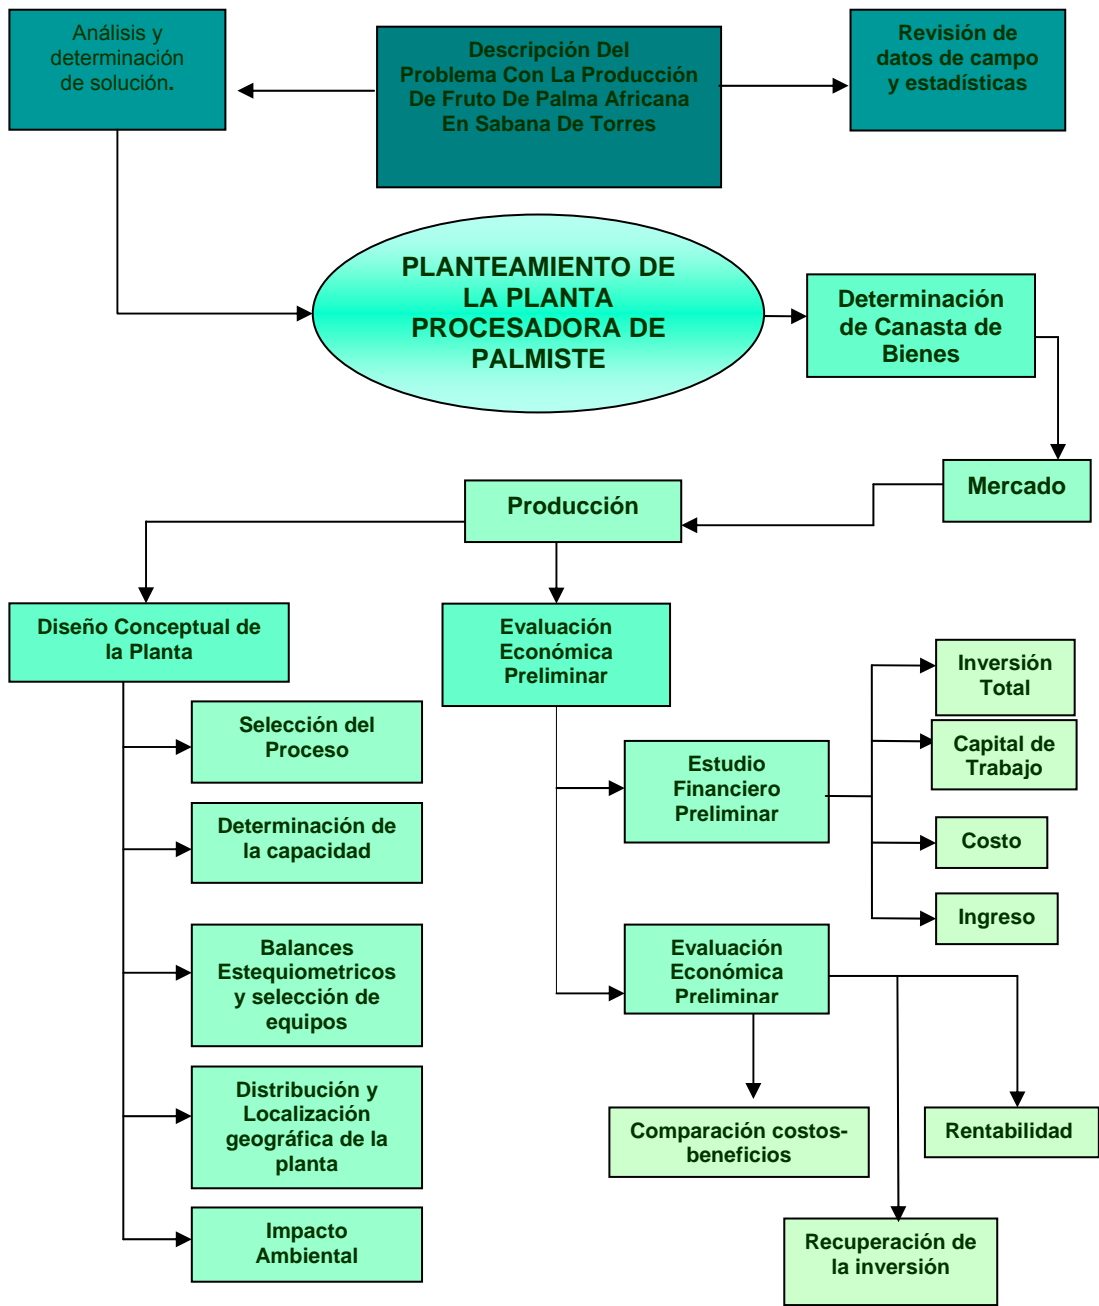 Análisis y
determinación
de solución.
Descripción Del
Problema Con La Producción
De Fruto De Palma Africana
En Sabana De Torres
Revisión de
datos de campo
y estadísticas
PLANTEAMIENTO DE
LA PLANTA
PROCESADORA DE
PALMISTE
Determinación
de Canasta de
Bienes
Mercado
Producción
Diseño Conceptual de
la Planta
Evaluación
Económica
Preliminar
Selección del
Proceso
Determinación de
la capacidad
Balances
Estequiometricos
y selección de
equipos
Distribución y
Localización
geográfica de la
planta
Impacto
Ambiental
Estudio
Financiero
Preliminar
Inversión
Total
Capital de
Trabajo
Costo
Ingreso
Evaluación
Económica
Preliminar
Comparación costos-
beneficios
Rentabilidad
Recuperación de
la inversión